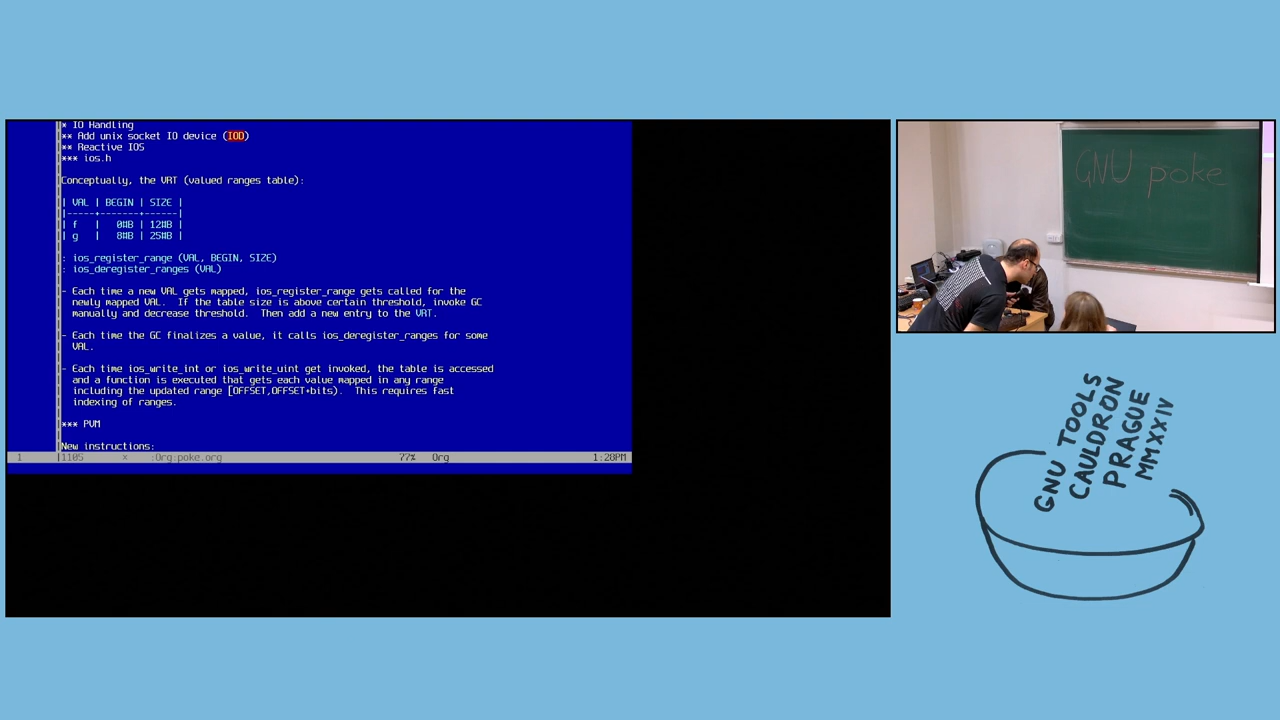 * IO Handling
** Add unix socket IO device (IOD)
** Reactive IOS
*** ios.h
Conceptually, the VRT (valued ranges table):
| VAL | BEGIN | SIZE |
|-----+-------+------|
| f   |   0#B | 12#B |
| g   |   8#B | 25#B |
: ios_register_range (VAL, BEGIN, SIZE)
: ios_deregister_ranges (VAL)
- Each time a new VAL gets mapped, ios_register_range gets called for the
newly mapped VAL.  If the table size is above certain threshold, invoke GC
manually and decrease threshold.  Then add a new entry to the VRT.
- Each time the GC finalizes a value, it calls ios_deregister_ranges for some
VAL.
- Each time ios_write_int or ios_write_uint get invoked, the table is accessed
and a function is executed that gets each value mapped in any range
including the updated range [OFFSET,OFFSET+bits).  This requires fast
indexing of ranges.
*** PVM
New instructions:
1 110S * :Org:poke.org 77% Org 1:28PM
GNU poke
GNU TOOLS
CAULDRON
PRAGUE
MMXXIV